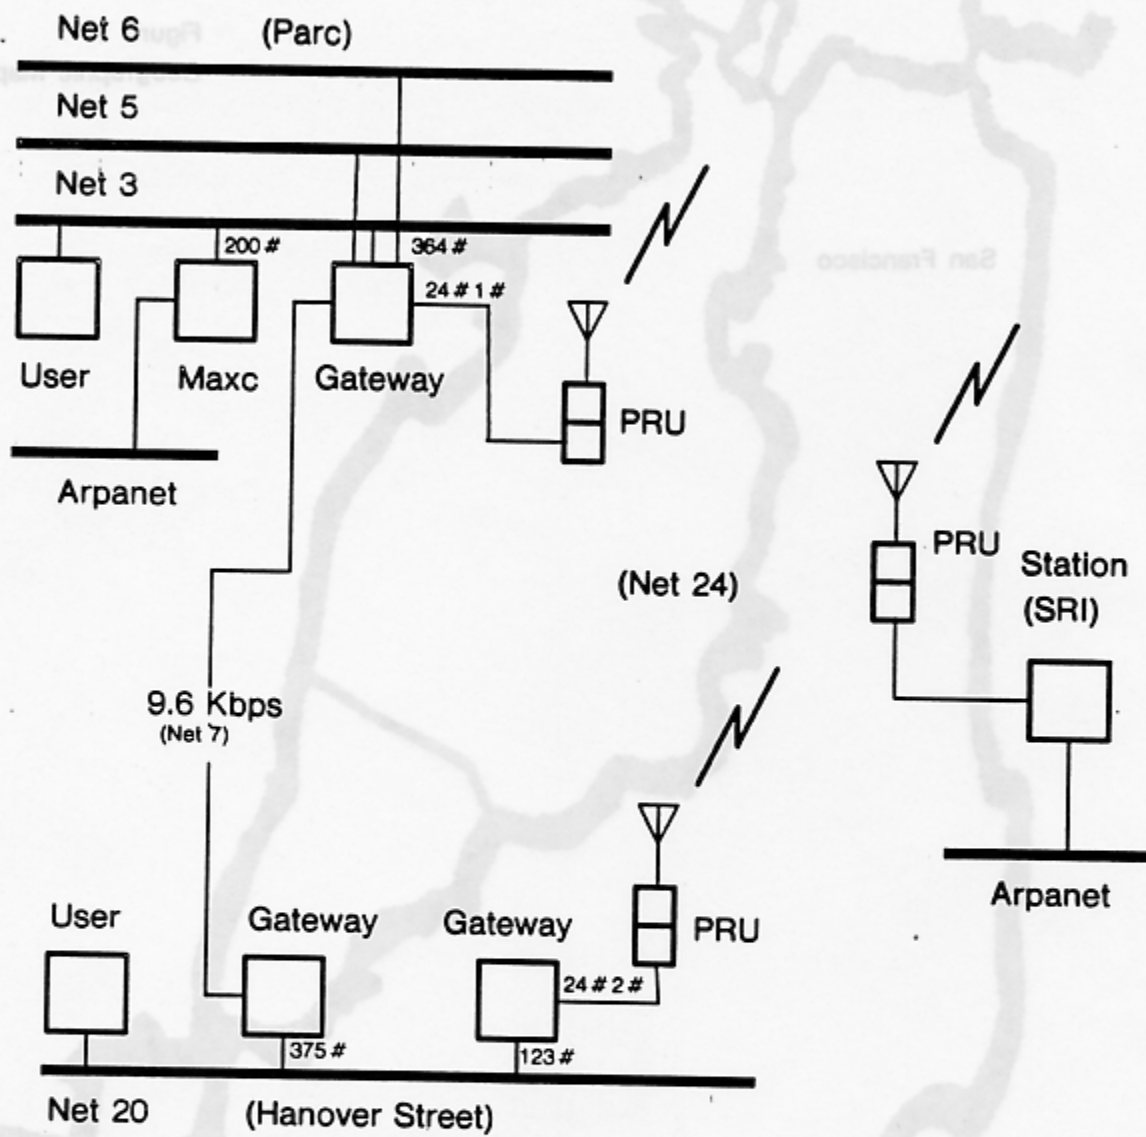 Net 6 (Parc)
Net 5
Net 3
200 #
364 #
24 # 1 #
User
Maxc
Gateway
PRU
Arpanet
PRU
Station
(SRI)
(Net 24)
9.6 Kbps
(Net 7)
Arpanet
User
Gateway
Gateway
PRU
24 # 2 #
375 #
123 #
Net 20 (Hanover Street)
San Francisco